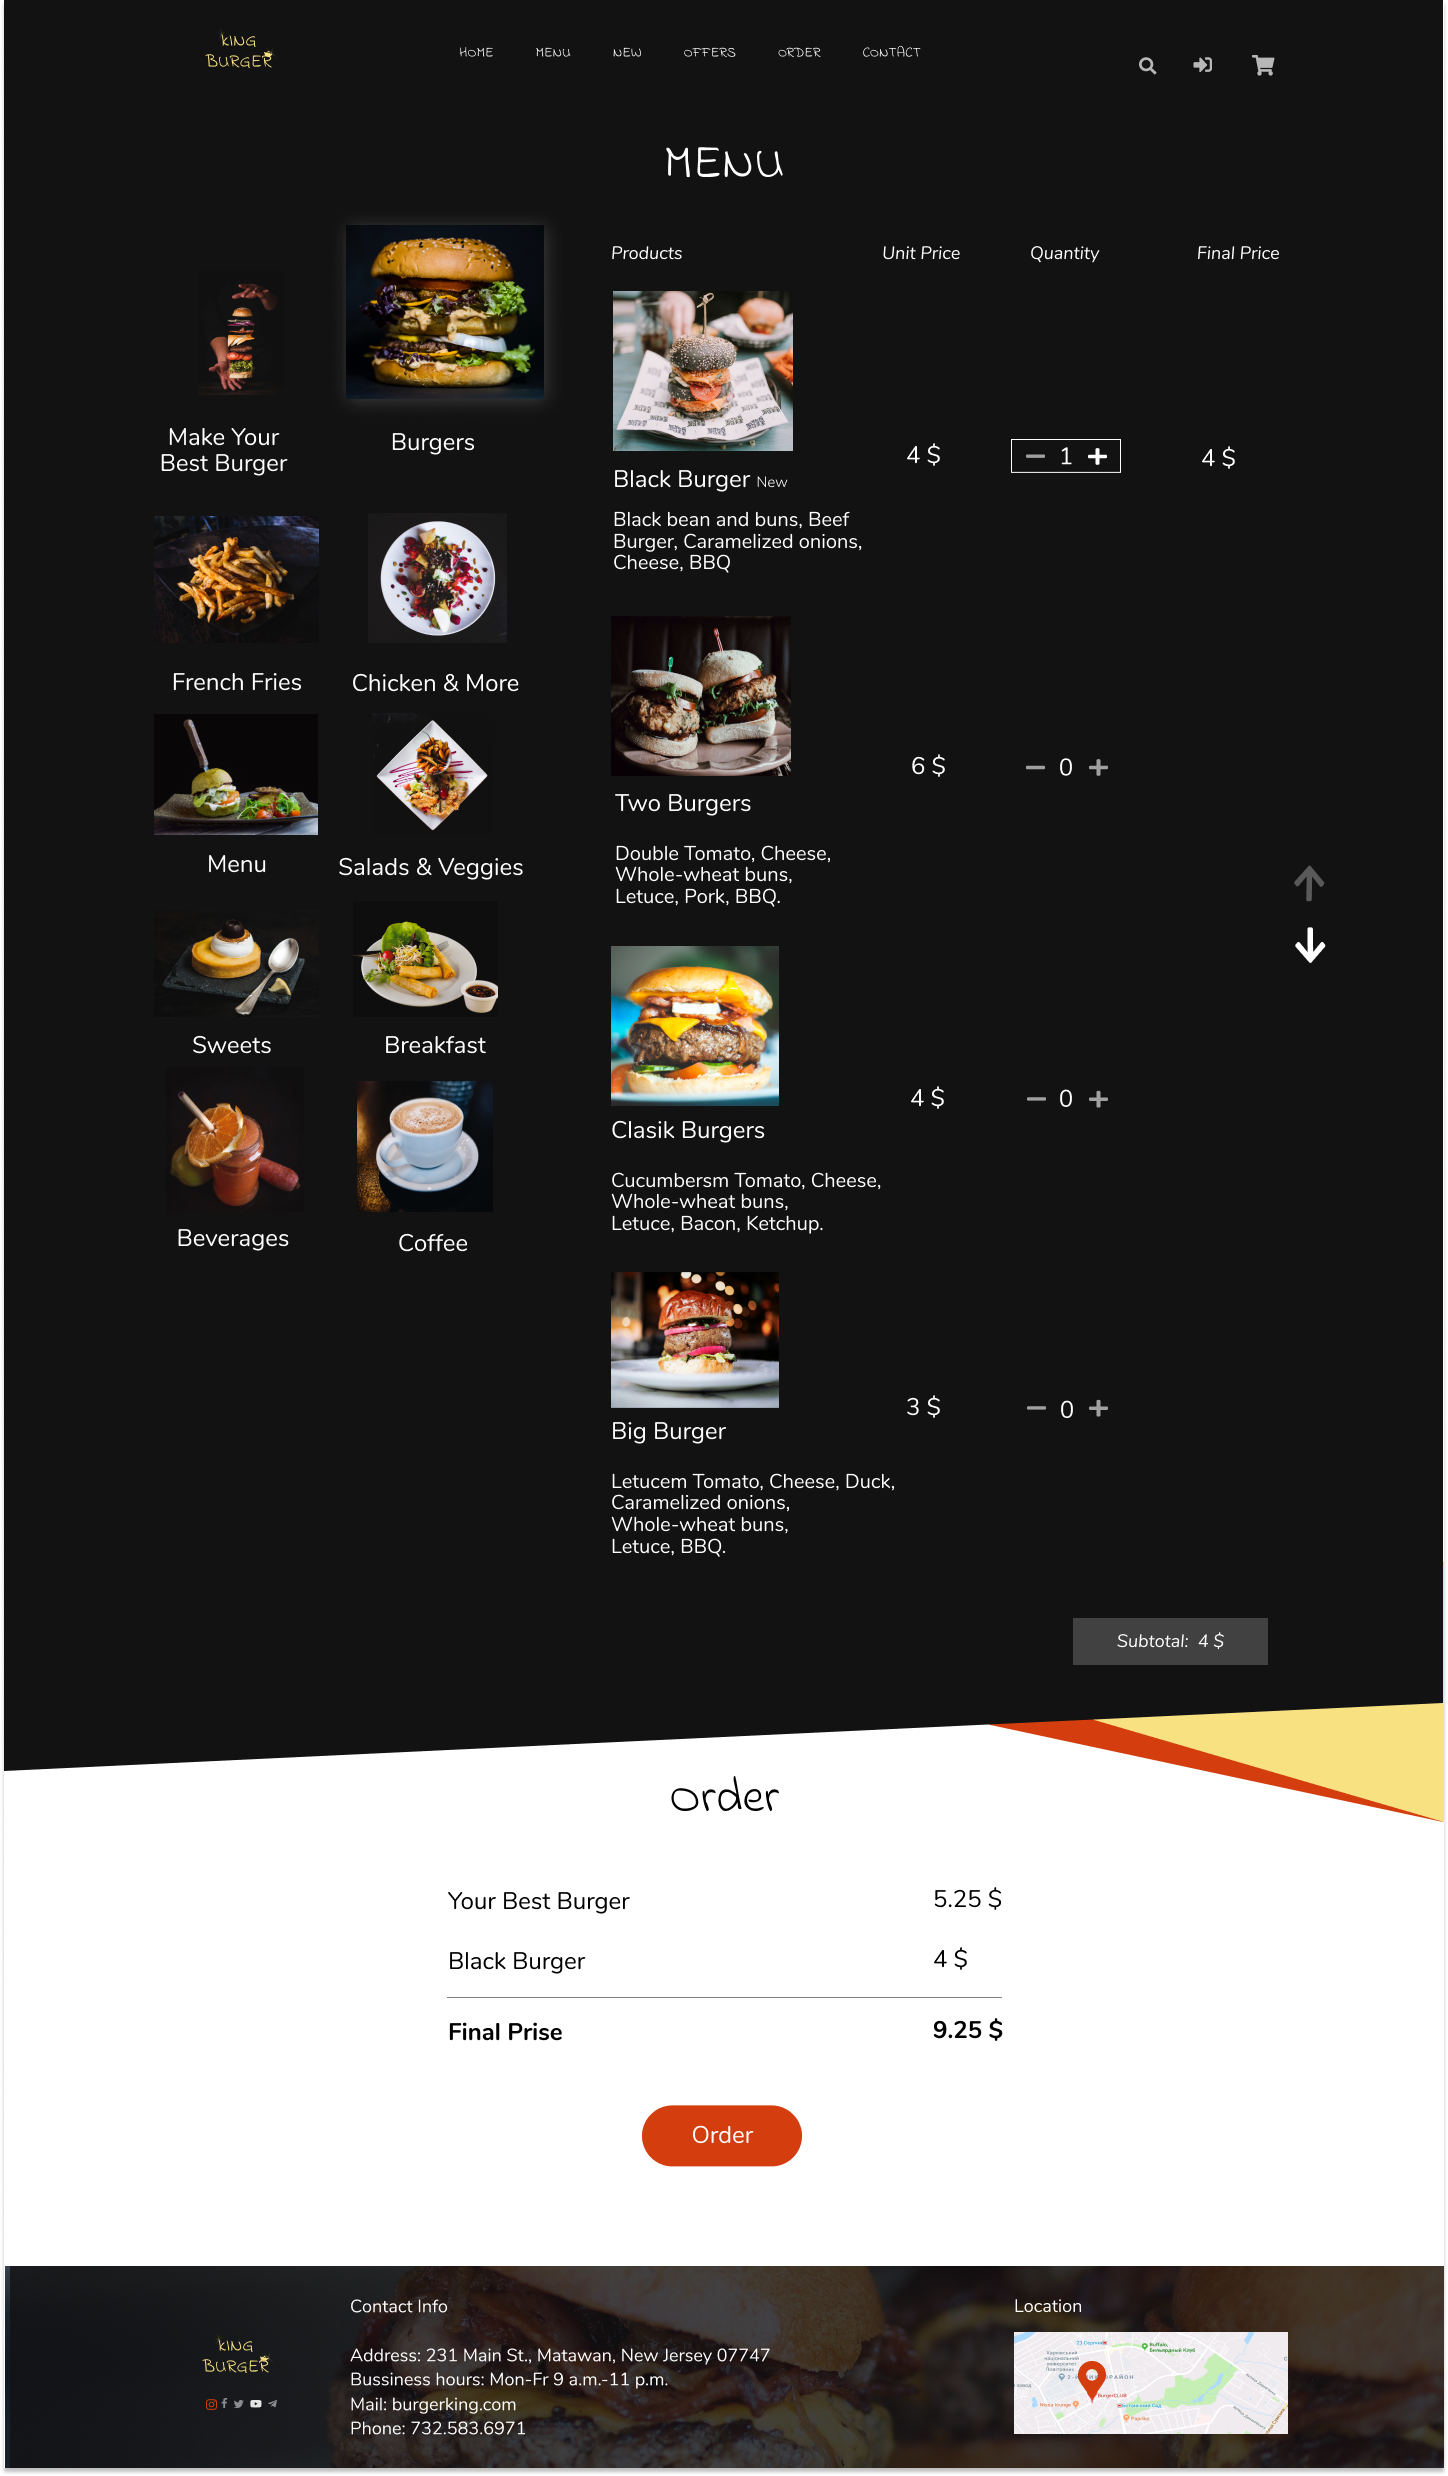 KING
BURGER
HOME
MENU
NEW
OFFERS
ORDER
CONTACT
MENU
Make Your
Best Burger
Burgers
French Fries
Chicken & More
Menu
Salads & Veggies
Sweets
Breakfast
Beverages
Coffee
Products
Unit Price
Quantity
Final Price
Black Burger New
Black bean and buns, Beef
Burger, Caramelized onions,
Cheese, BBQ
4 $
1
4 $
Two Burgers
Double Tomato, Cheese,
Whole-wheat buns,
Letuce, Pork, BBQ.
6 $
0
Clasik Burgers
Cucumbersm Tomato, Cheese,
Whole-wheat buns,
Letuce, Bacon, Ketchup.
4 $
0
Big Burger
Letucem Tomato, Cheese, Duck,
Caramelized onions,
Whole-wheat buns,
Letuce, BBQ.
3 $
0
Subtotal: 4 $
Order
Your Best Burger
5.25 $
Black Burger
4 $
Final Prise
9.25 $
Order
KING
BURGER
Contact Info
Address: 231 Main St., Matawan, New Jersey 07747
Bussiness hours: Mon-Fr 9 a.m.-11 p.m.
Mail: burgerking.com
Phone: 732.583.6971
Location
Buffalo,
Бильярдный Клуб
BurgerCLUB